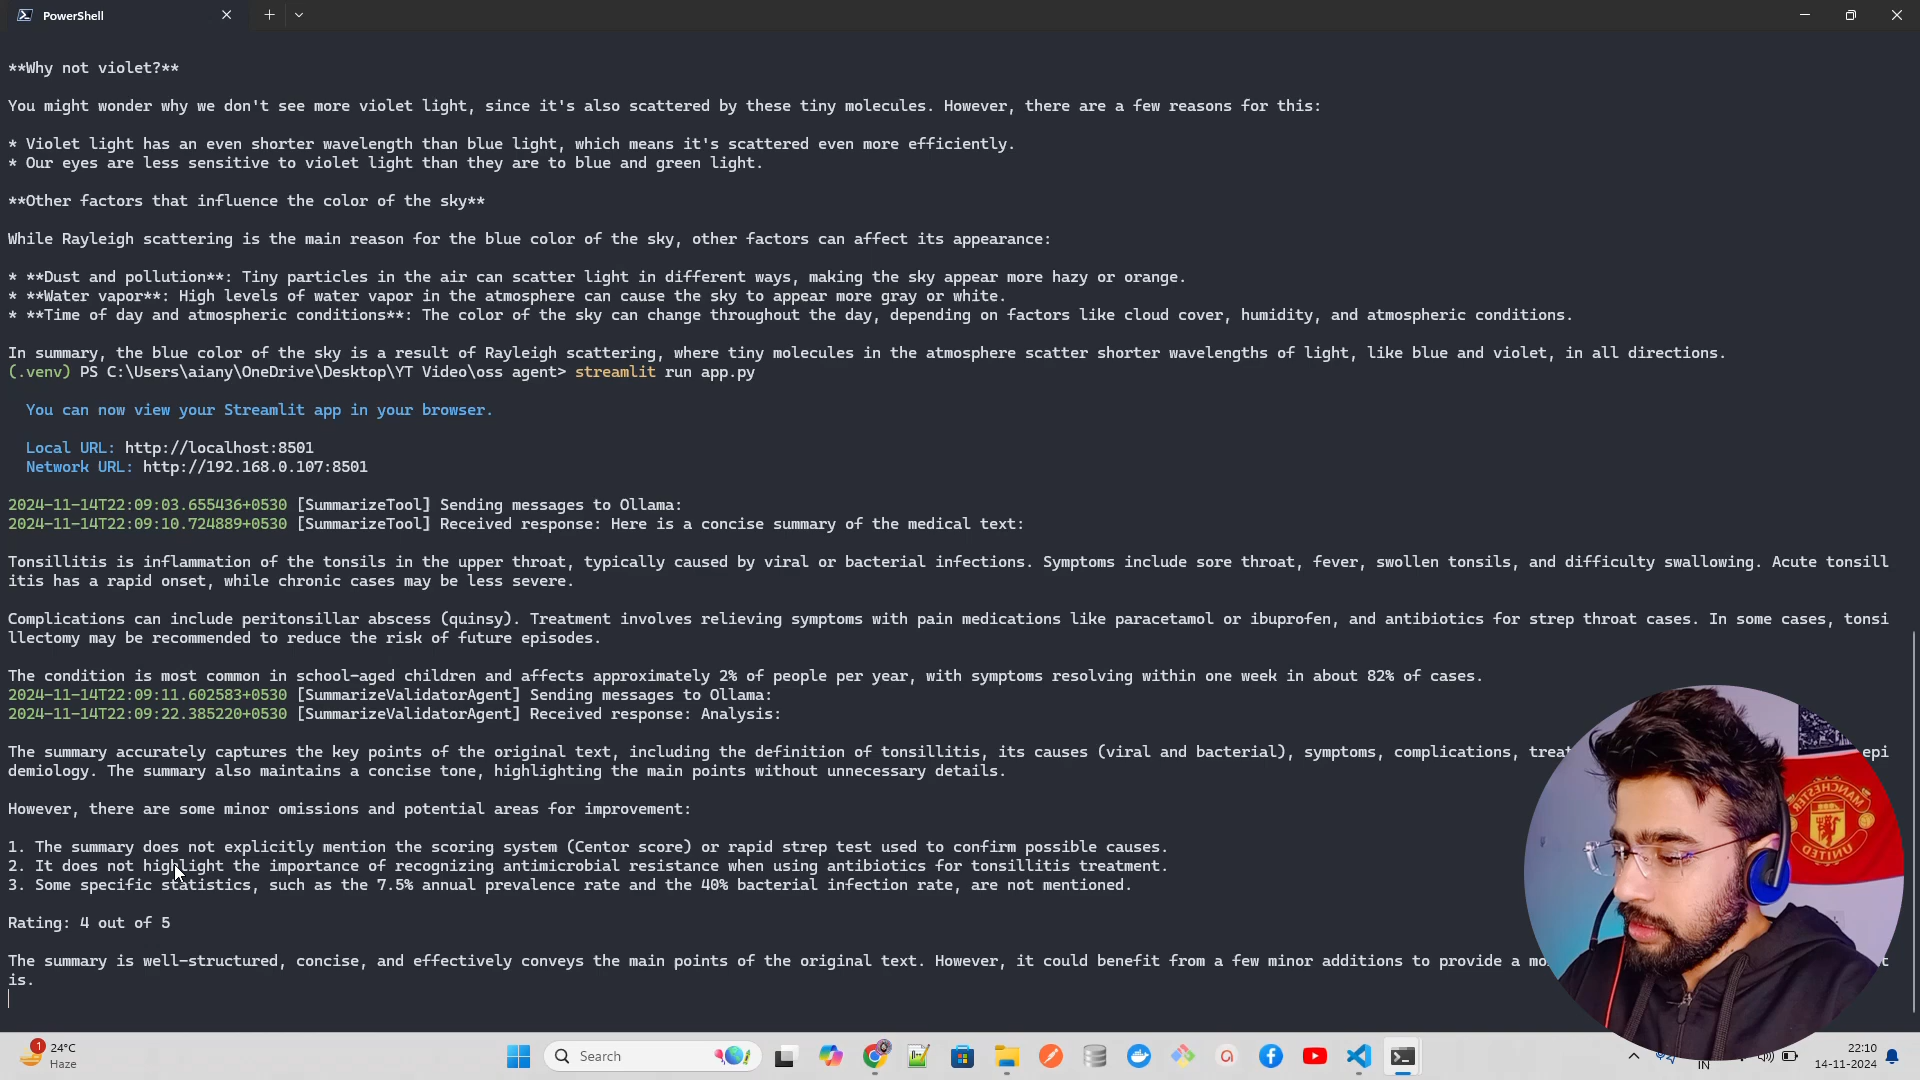 PowerShell
**Why not violet?**
You might wonder why we don't see more violet light, since it's also scattered by these tiny molecules. However, there are a few reasons for this:
* Violet light has an even shorter wavelength than blue light, which means it's scattered even more efficiently.
* Our eyes are less sensitive to violet light than they are to blue and green light.
**Other factors that influence the color of the sky**
While Rayleigh scattering is the main reason for the blue color of the sky, other factors can affect its appearance:
* **Dust and pollution**: Tiny particles in the air can scatter light in different ways, making the sky appear more hazy or orange.
* **Water vapor**: High levels of water vapor in the atmosphere can cause the sky to appear more gray or white.
* **Time of day and atmospheric conditions**: The color of the sky can change throughout the day, depending on factors like cloud cover, humidity, and atmospheric conditions.
In summary, the blue color of the sky is a result of Rayleigh scattering, where tiny molecules in the atmosphere scatter shorter wavelengths of light, like blue and violet, in all directions.
(.venv) PS C:\Users\aiany\OneDrive\Desktop\YT Video\oss agent> streamlit run app.py
You can now view your Streamlit app in your browser.
Local URL: http://localhost:8501
Network URL: http://192.168.0.107:8501
2024-11-14T22:09:03.655436+0530 [SummarizeTool] Sending messages to Ollama:
2024-11-14T22:09:10.724889+0530 [SummarizeTool] Received response: Here is a concise summary of the medical text:
Tonsillitis is inflammation of the tonsils in the upper throat, typically caused by viral or bacterial infections. Symptoms include sore throat, fever, swollen tonsils, and difficulty swallowing. Acute tonsill
itis has a rapid onset, while chronic cases may be less severe.
Complications can include peritonsillar abscess (quinsy). Treatment involves relieving symptoms with pain medications like paracetamol or ibuprofen, and antibiotics for strep throat cases. In some cases, tonsi
llectomy may be recommended to reduce the risk of future episodes.
The condition is most common in school-aged children and affects approximately 2% of people per year, with symptoms resolving within one week in about 82% of cases.
2024-11-14T22:09:11.602583+0530 [SummarizeValidatorAgent] Sending messages to Ollama:
2024-11-14T22:09:22.385220+0530 [SummarizeValidatorAgent] Received response: Analysis:
The summary accurately captures the key points of the original text, including the definition of tonsillitis, its causes (viral and bacterial), symptoms, complications, epi
demiology. The summary also maintains a concise tone, highlighting the main points without unnecessary details.
However, there are some minor omissions and potential areas for improvement:
1. The summary does not explicitly mention the scoring system (Centor score) or rapid strep test used to confirm possible causes.
2. It does not highlight the importance of recognizing antimicrobial resistance when using antibiotics for tonsillitis treatment.
3. Some specific statistics, such as the 7.5% annual prevalence rate and the 40% bacterial infection rate, are not mentioned.
Rating: 4 out of 5
The summary is well-structured, concise, and effectively conveys the main points of the original text. However, it could benefit from a few minor additions to provide a
is.
MANCHESTER
UNITED
1
24°C
Haze
Search
IN
22:10
14-11-2024